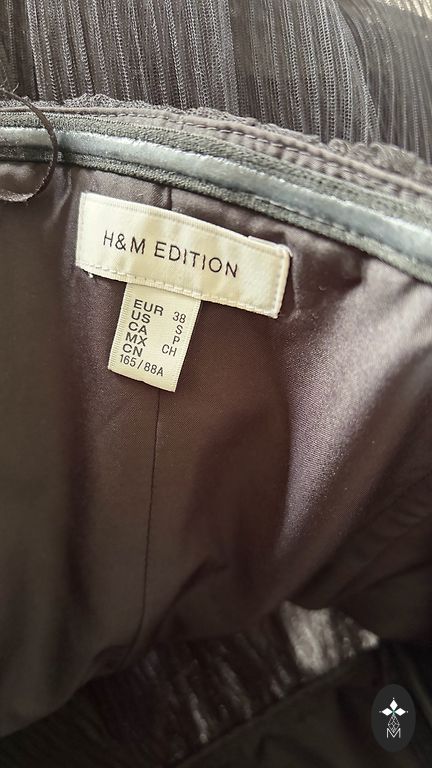 H&M EDITION
EUR 38
US S
CA P
MX CH
CN
165/88A
M